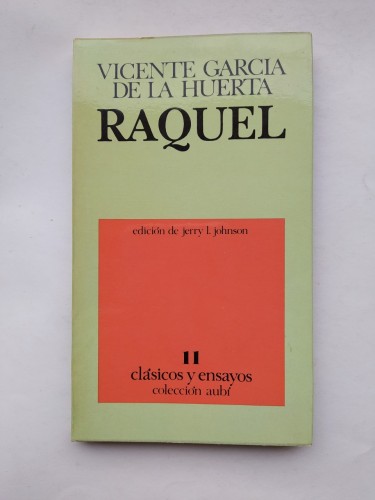 VICENTE GARCIA
DE LA HUERTA
RAQUEL
edición de jerry l. johnson
11
clásicos y ensayos
colección aubí